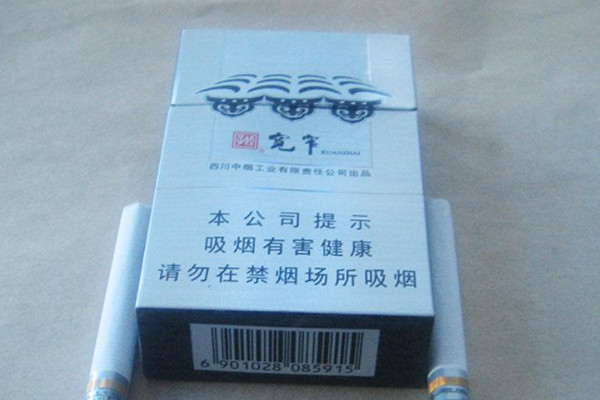 宽窄
KUANZHAI
四川中烟工业有限责任公司出品
本公司提示
吸烟有害健康
请勿在禁烟场所吸烟
6 901028 085915